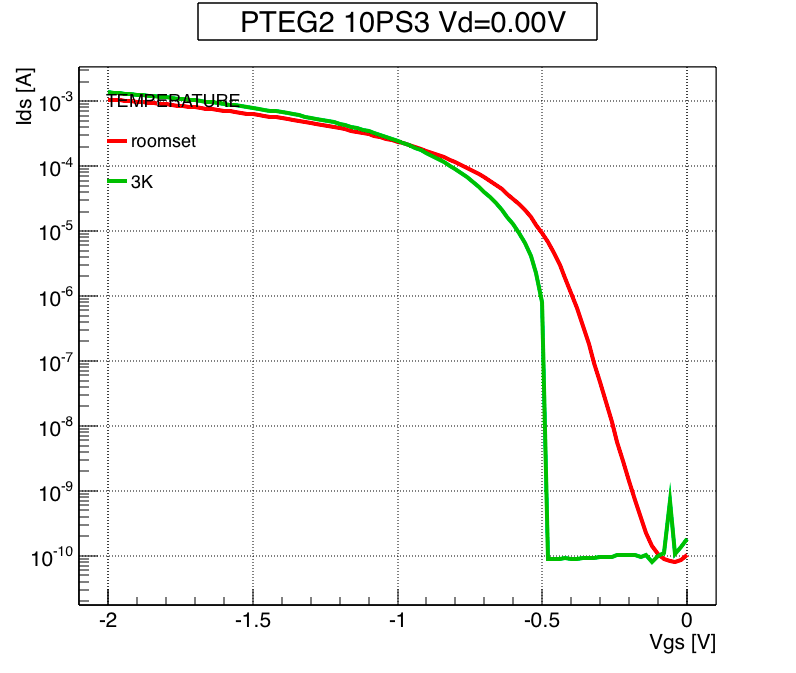 PTEG2 10PS3 Vd=0.00V
Ids [A]
TEMPERATURE
roomset
3K
10-3
10-4
10-5
10-6
10-7
10-8
10-9
10-10
-2 -1.5 -1 -0.5 0
Vgs [V]